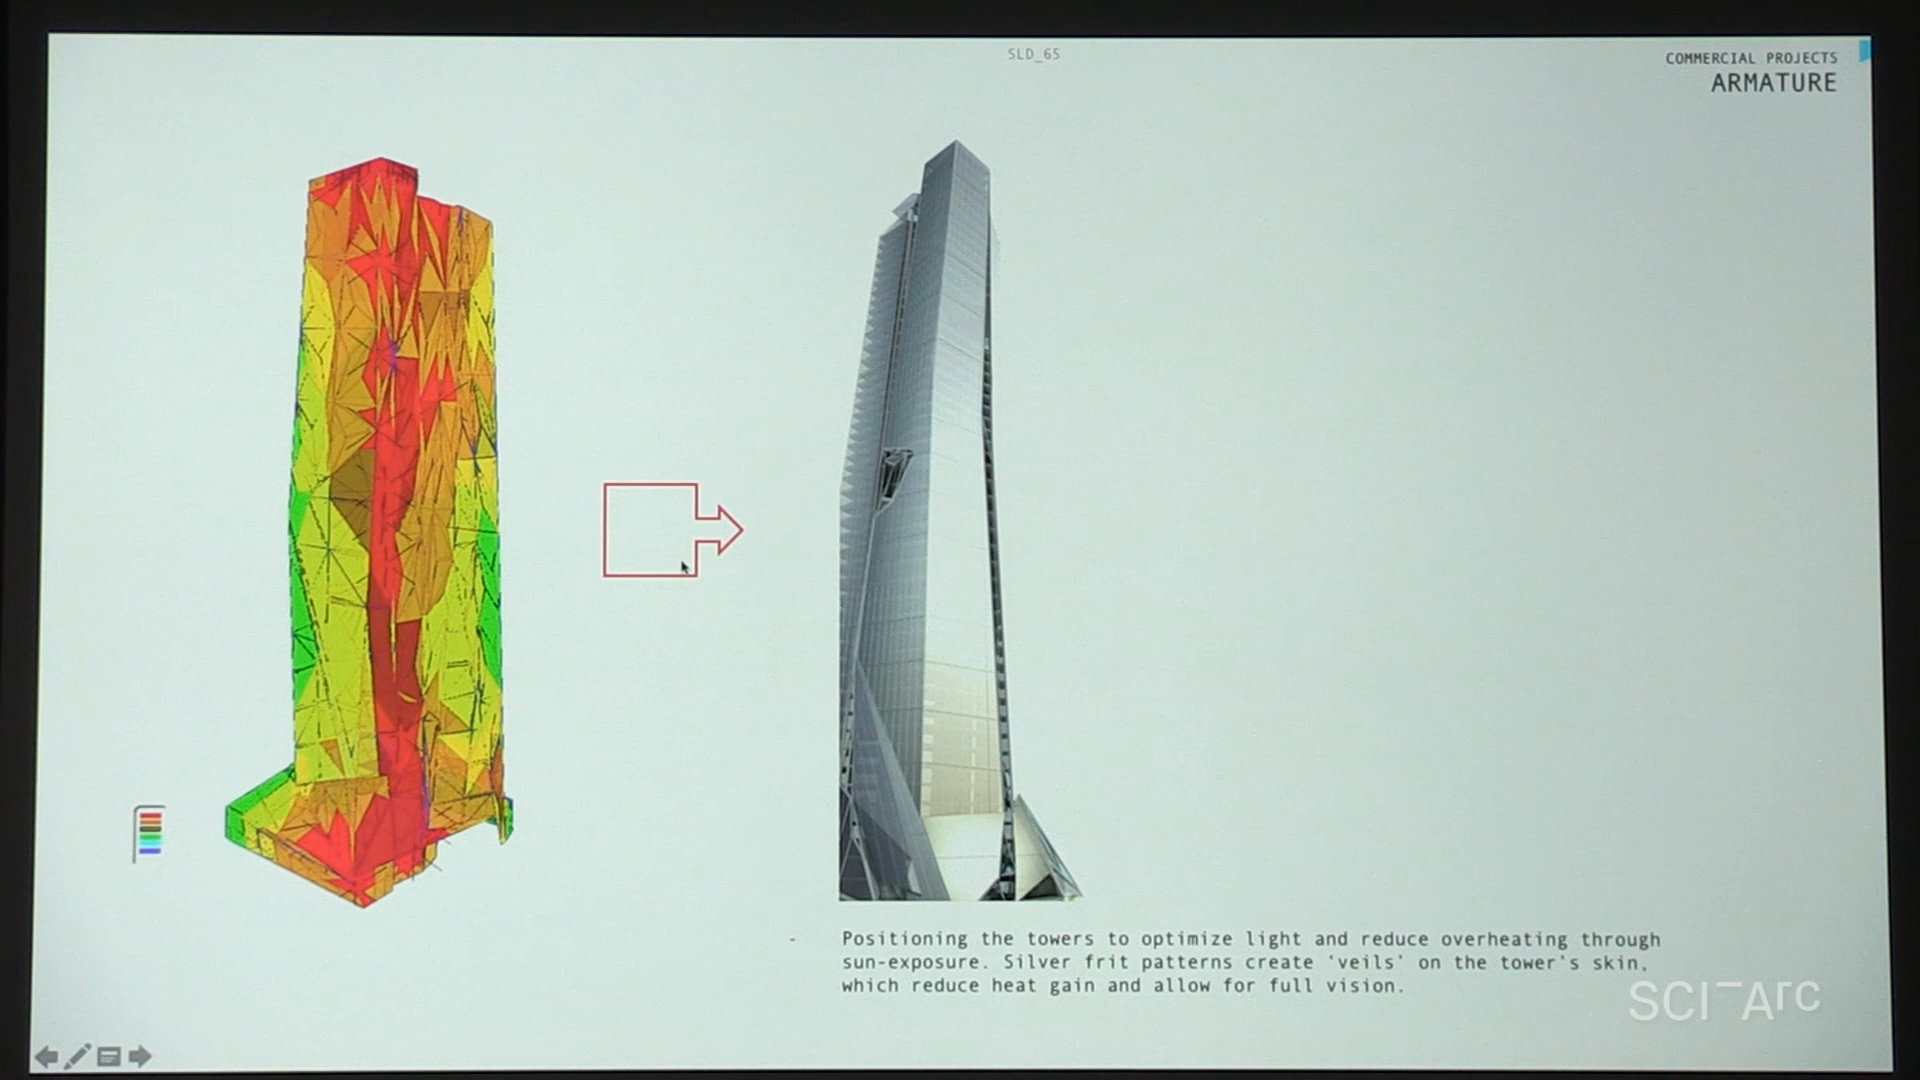 SLD_65
COMMERCIAL PROJECTS
ARMATURE
- Positioning the towers to optimize light and reduce overheating through
sun-exposure. Silver frit patterns create 'veils' on the tower's skin,
which reduce heat gain and allow for full vision.
SCI-Arc